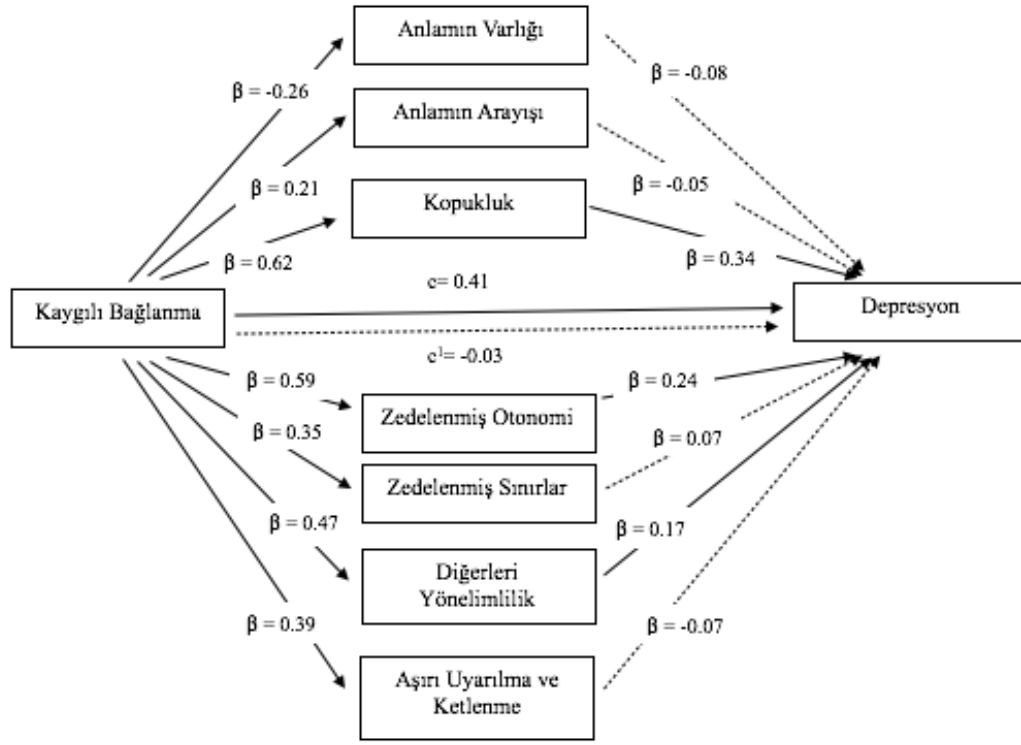 Anlamın Varlığı
β = -0.08
β = -0.26
Anlamın Arayışı
β = 0.21
β = -0.05
Kopukluk
β = 0.62
β = 0.34
c= 0.41
Kaygılı Bağlanma
Depresyon
c¹= -0.03
β = 0.59
β = 0.24
Zedelenmiş Otonomi
β = 0.35
β = 0.07
Zedelenmiş Sınırlar
β = 0.47
β = 0.17
Diğerleri
Yönelimlilik
β = 0.39
β = -0.07
Aşırı Uyarılma ve
Ketlenme